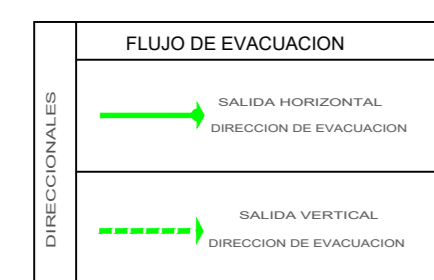 FLUJO DE EVACUACION
DIRECCIONALES
SALIDA HORIZONTAL
DIRECCION DE EVACUACION
SALIDA VERTICAL
DIRECCION DE EVACUACION